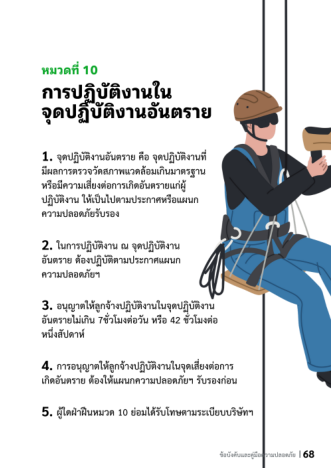 หมวดที่ 10
การปฏิบัติงานใน
จุดปฏิบัติงานอันตราย
1. จุดปฏิบัติงานอันตราย คือ จุดปฏิบัติงานที่
มีผลการตรวจวัดสภาพแวดล้อมเกินมาตรฐาน
หรือมีความเสี่ยงต่อการเกิดอันตรายแก่ผู้
ปฏิบัติงาน ให้เป็นไปตามประกาศหรือแผนก
ความปลอดภัยรับรอง
2. ในการปฏิบัติงาน ณ จุดปฏิบัติงาน
อันตราย ต้องปฏิบัติตามประกาศแผนก
ความปลอดภัยฯ
3. อนุญาตให้ลูกจ้างปฏิบัติงานในจุดปฏิบัติงาน
อันตรายไม่เกิน 7ชั่วโมงต่อวัน หรือ 42 ชั่วโมงต่อ
หนึ่งสัปดาห์
4. การอนุญาตให้ลูกจ้างปฏิบัติงานในจุดเสี่ยงต่อการ
เกิดอันตราย ต้องให้แผนกความปลอดภัยฯ รับรองก่อน
5. ผู้ใดฝ่าฝืนหมวด 10 ย่อมได้รับโทษตามระเบียบบริษัทฯ
ข้อบังคับและคู่มือความปลอดภัย | 68